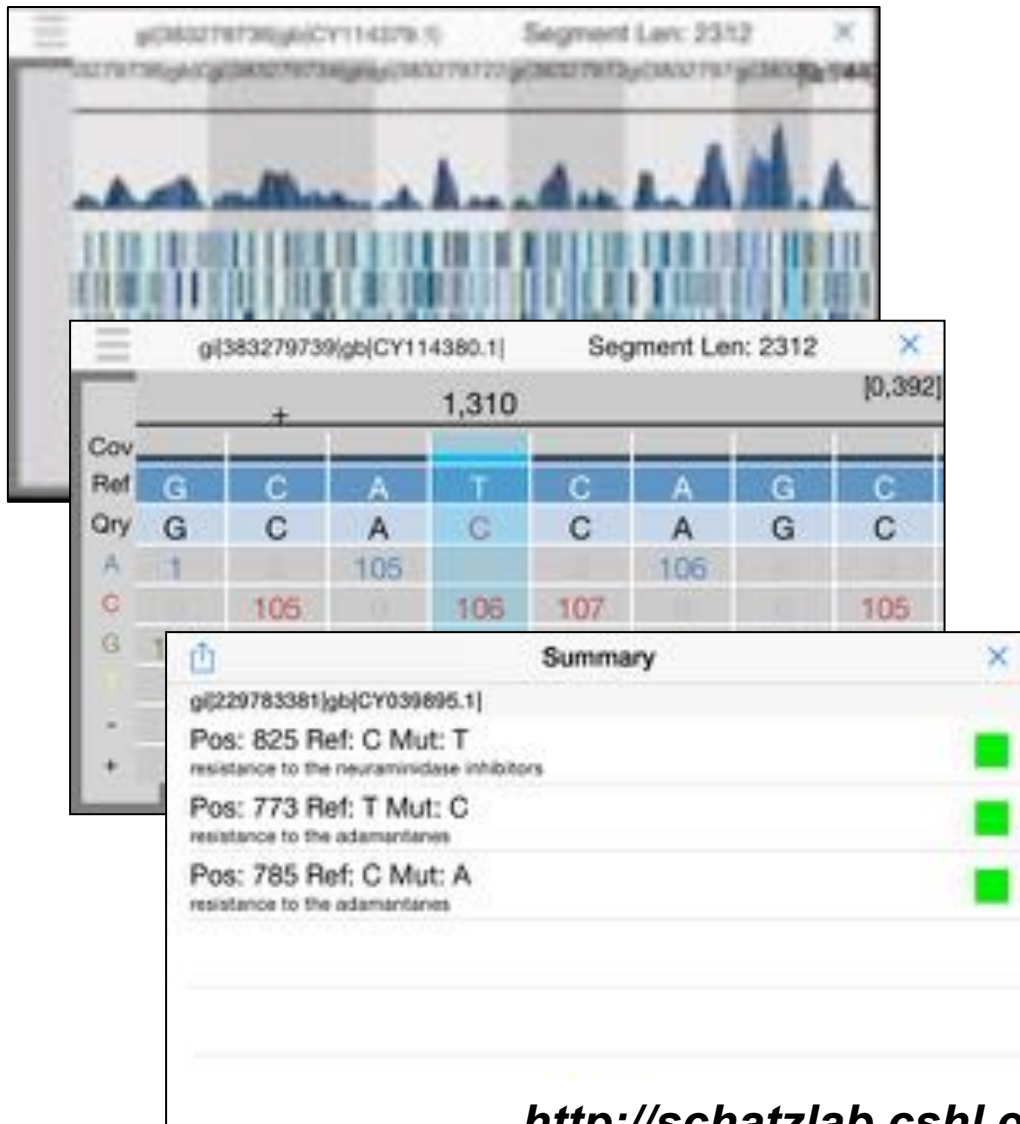 Segment Len: 2312 ×
gi|383279739|gb|CY114380.1| Segment Len: 2312 ×
1,310 [0,392]
+
Cov
Ref G C A T C A G C
Qry G C A C C A G C
A 1 105 106
C 105 0 106 107 105
G
T
-
+
Summary ×
gi|229783381|gb|CY039895.1|
Pos: 825 Ref: C Mut: T
resistance to the neuraminidase inhibitors
Pos: 773 Ref: T Mut: C
resistance to the adamantanes
Pos: 785 Ref: C Mut: A
resistance to the adamantanes
http://schatzlab.cshl.o